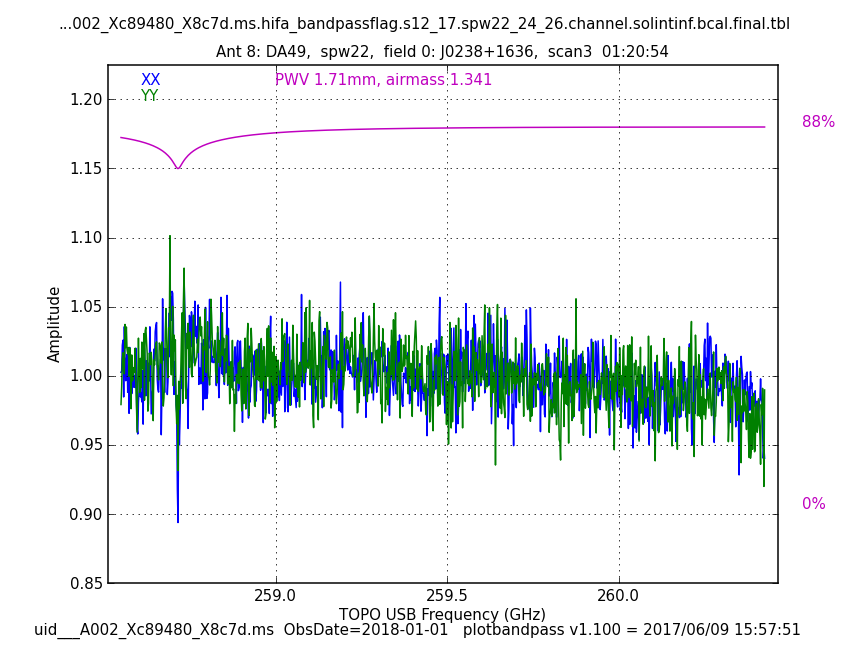 ...002_Xc89480_X8c7d.ms.hifa_bandpassflag.s12_17.spw22_24_26.channel.solintinf.bcal.final.tbl
Ant 8: DA49,  spw22,  field 0: J0238+1636,  scan3  01:20:54
XX
PWV 1.71mm, airmass 1.341
YY
1.20
88%
1.15
1.10
1.05
Amplitude
1.00
0.95
0%
0.90
0.85
259.0
259.5
260.0
TOPO USB Frequency (GHz)
uid___A002_Xc89480_X8c7d.ms  ObsDate=2018-01-01   plotbandpass v1.100 = 2017/06/09 15:57:51